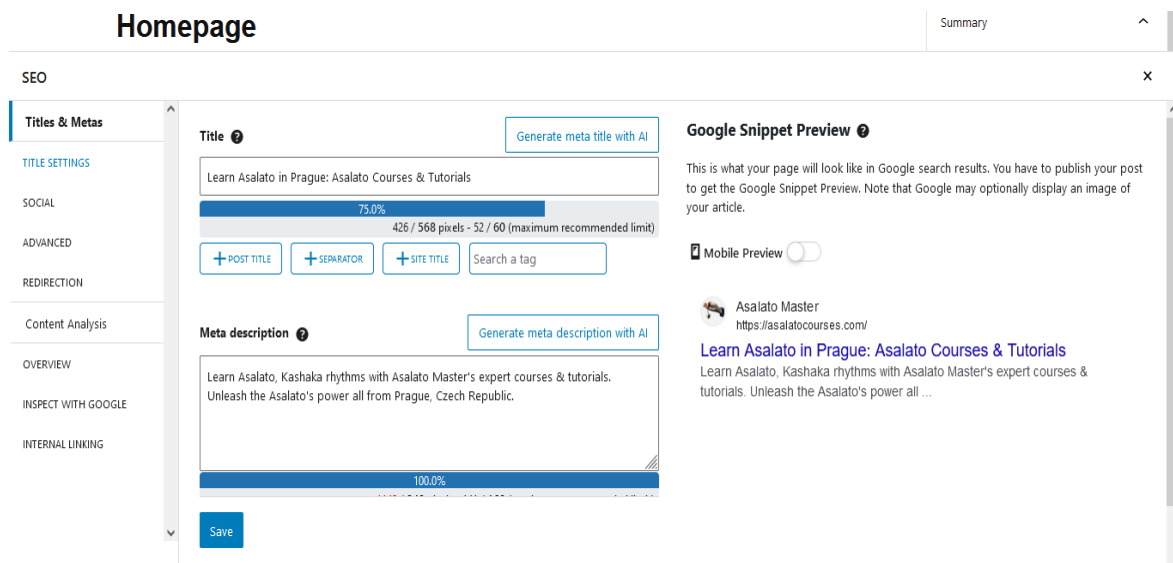 Homepage
Summary
SEO
Titles & Metas
TITLE SETTINGS
SOCIAL
ADVANCED
REDIRECTION
Content Analysis
OVERVIEW
INSPECT WITH GOOGLE
INTERNAL LINKING
Title
Generate meta title with AI
Learn Asalato in Prague: Asalato Courses & Tutorials
75.0%
426 / 568 pixels - 52 / 60 (maximum recommended limit)
+ POST TITLE
+ SEPARATOR
+ SITE TITLE
Search a tag
Meta description
Generate meta description with AI
Learn Asalato, Kashaka rhythms with Asalato Master's expert courses & tutorials.
Unleash the Asalato's power all from Prague, Czech Republic.
100.0%
Save
Google Snippet Preview
This is what your page will look like in Google search results. You have to publish your post
to get the Google Snippet Preview. Note that Google may optionally display an image of
your article.
Mobile Preview
Asalato Master
https://asalatocourses.com/
Learn Asalato in Prague: Asalato Courses & Tutorials
Learn Asalato, Kashaka rhythms with Asalato Master's expert courses &
tutorials. Unleash the Asalato's power all ...